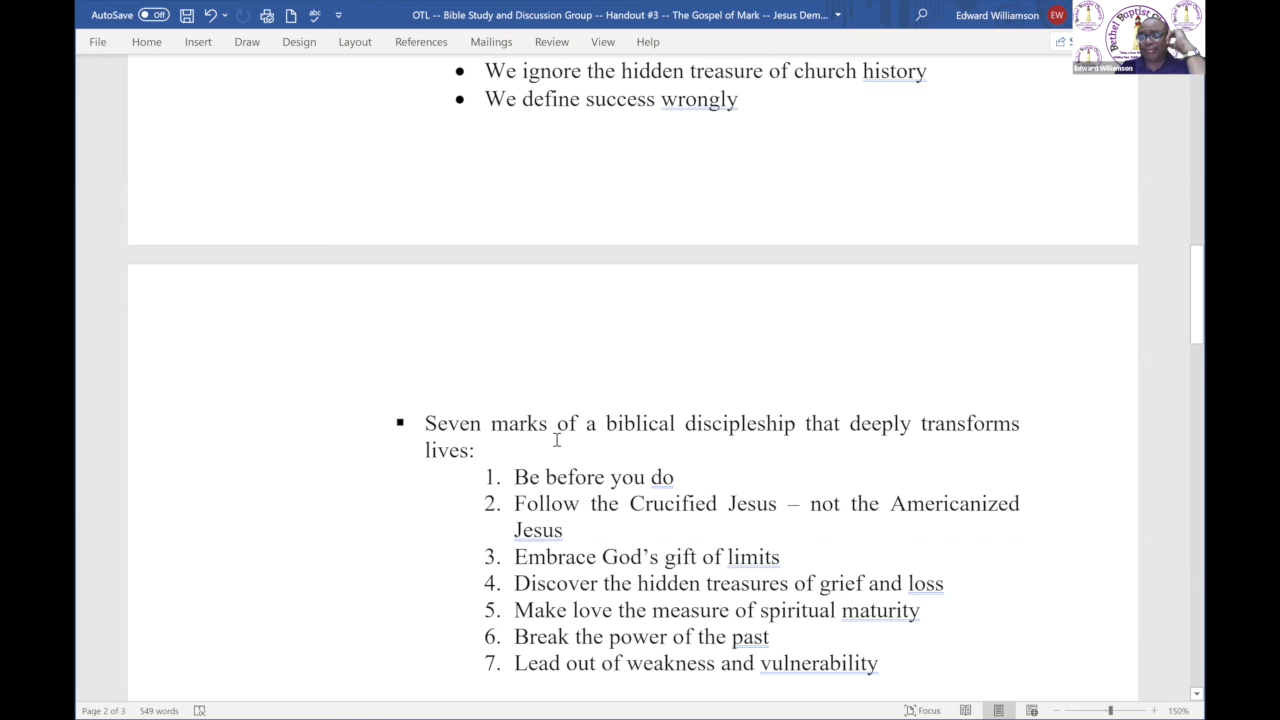 AutoSave Off OTL -- Bible Study and Discussion Group -- Handout #3 -- The Gospel of Mark -- Jesus Dem... Edward Williamson EW
File Home Insert Draw Design Layout References Mailings Review View Help
Bethel Baptist
Edward Williamson
• We ignore the hidden treasure of church history
• We define success wrongly
▪ Seven marks of a biblical discipleship that deeply transforms
lives:
1. Be before you do
2. Follow the Crucified Jesus – not the Americanized
Jesus
3. Embrace God’s gift of limits
4. Discover the hidden treasures of grief and loss
5. Make love the measure of spiritual maturity
6. Break the power of the past
7. Lead out of weakness and vulnerability
Page 2 of 3 549 words Focus 150%